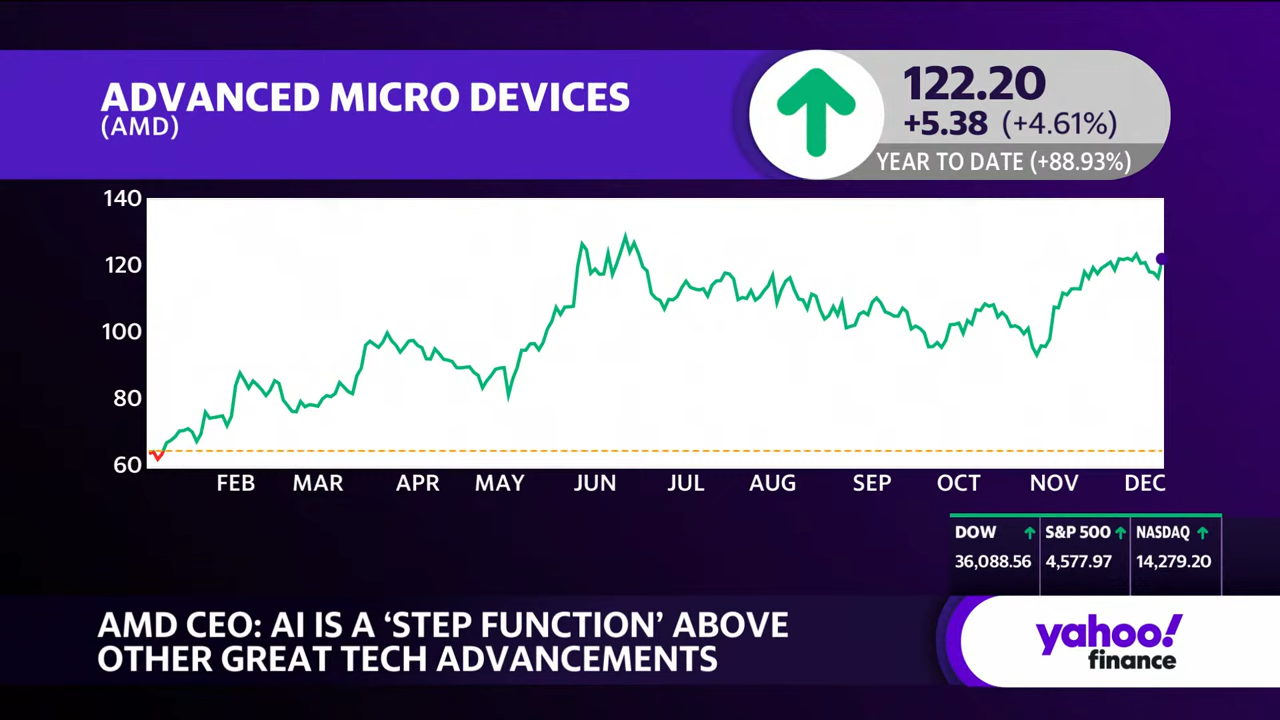 ADVANCED MICRO DEVICES
(AMD)
122.20
+5.38 (+4.61%)
YEAR TO DATE (+88.93%)
140
120
100
80
60
FEB MAR APR MAY JUN JUL AUG SEP OCT NOV DEC
DOW S&P 500 NASDAQ
36,088.56 4,577.97 14,279.20
AMD CEO: AI IS A ‘STEP FUNCTION’ ABOVE
OTHER GREAT TECH ADVANCEMENTS
yahoo!
finance